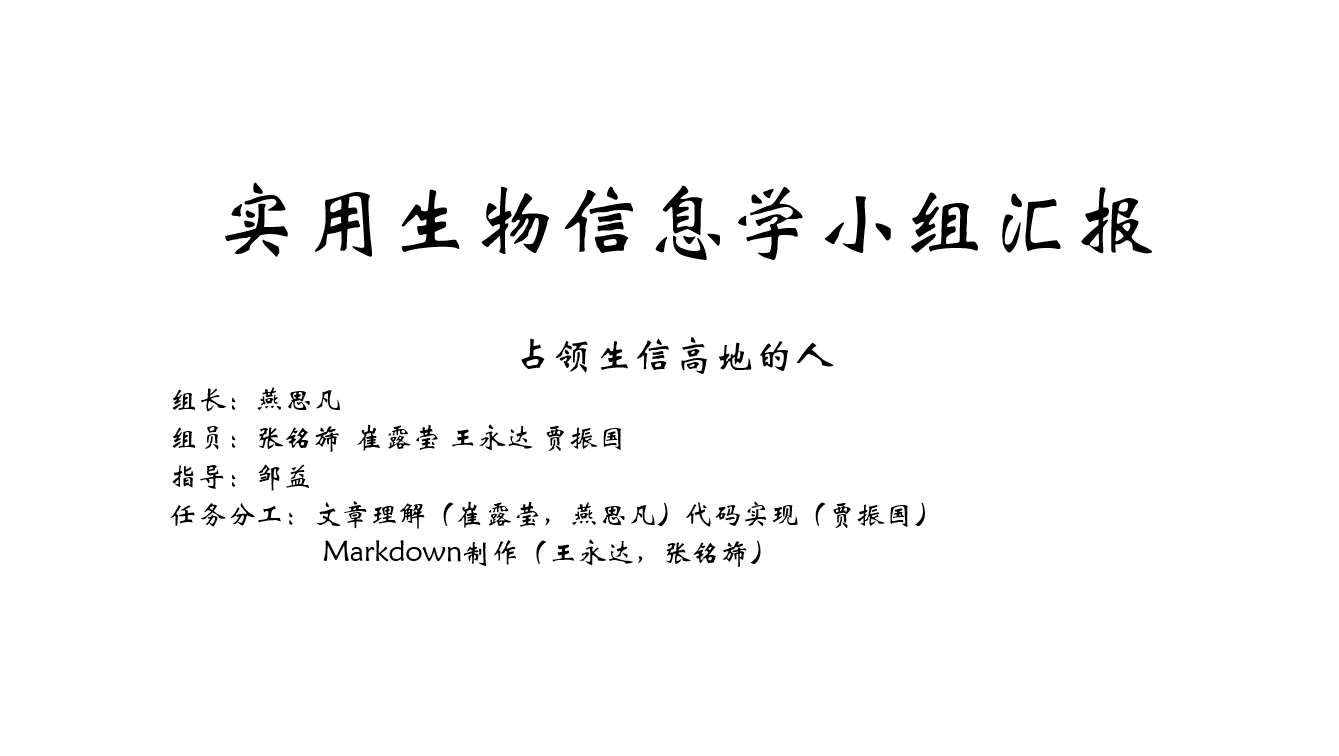 实用生物信息学小组汇报
占领生信高地的人
组长：燕思凡
组员：张铭旆 崔露莹 王永达 贾振国
指导：邹益
任务分工：文章理解（崔露莹，燕思凡）代码实现（贾振国）
Markdown制作（王永达，张铭旆）